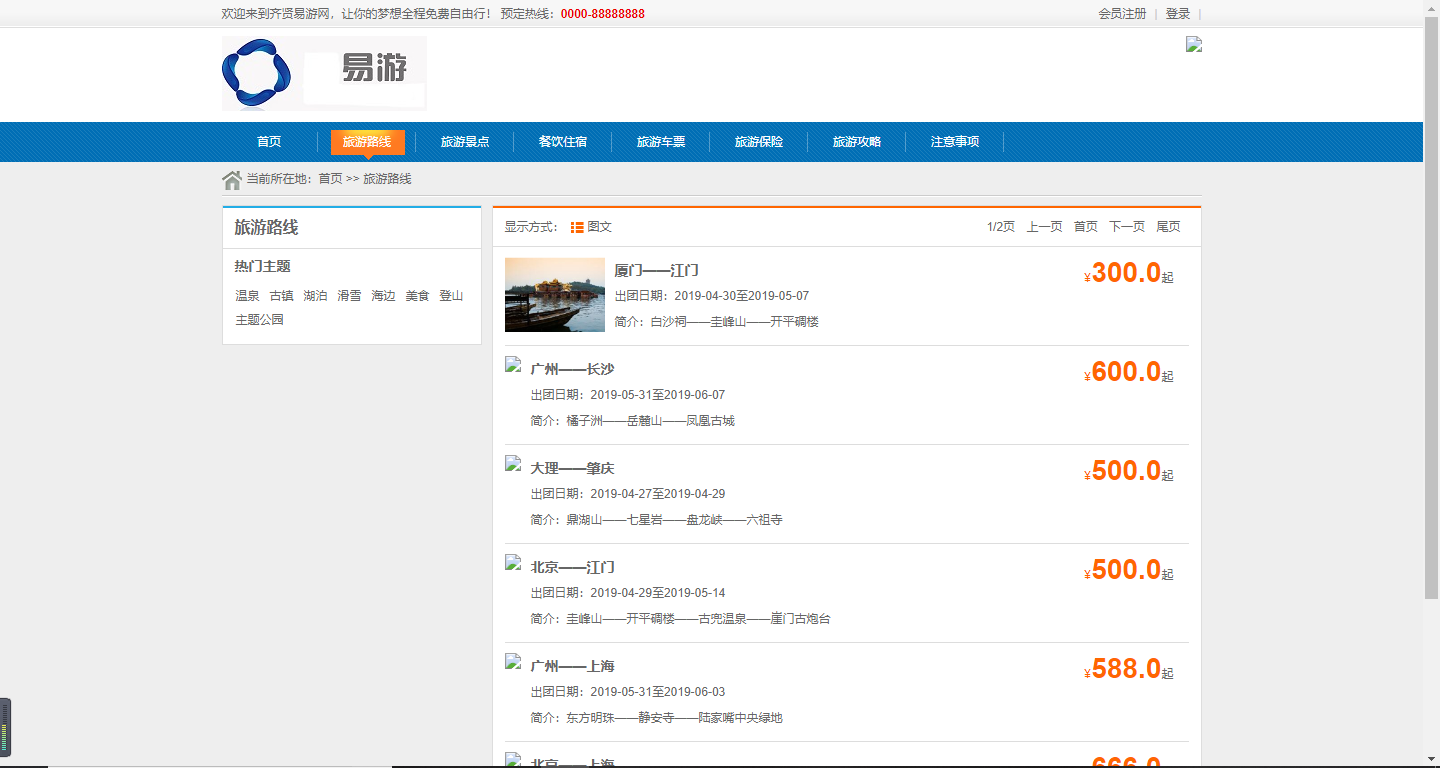 欢迎来到齐贤易游网，让你的梦想全程免费自由行！ 预定热线：0000-88888888
会员注册 | 登录 |
易游
首页 旅游路线 旅游景点 餐饮住宿 旅游车票 旅游保险 旅游攻略 注意事项
当前所在地：首页 >> 旅游路线
旅游路线
热门主题
温泉 古镇 湖泊 滑雪 海边 美食 登山
主题公园
显示方式： 图文 1/2页 上一页 首页 下一页 尾页
厦门——江门 ¥300.0起
出团日期：2019-04-30至2019-05-07
简介：白沙祠——圭峰山——开平碉楼
广州——长沙 ¥600.0起
出团日期：2019-05-31至2019-06-07
简介：橘子洲——岳麓山——凤凰古城
大理——肇庆 ¥500.0起
出团日期：2019-04-27至2019-04-29
简介：鼎湖山——七星岩——盘龙峡——六祖寺
北京——江门 ¥500.0起
出团日期：2019-04-29至2019-05-14
简介：圭峰山——开平碉楼——古兜温泉——崖门古炮台
广州——上海 ¥588.0起
出团日期：2019-05-31至2019-06-03
简介：东方明珠——静安寺——陆家嘴中央绿地
北京——上海 666.0